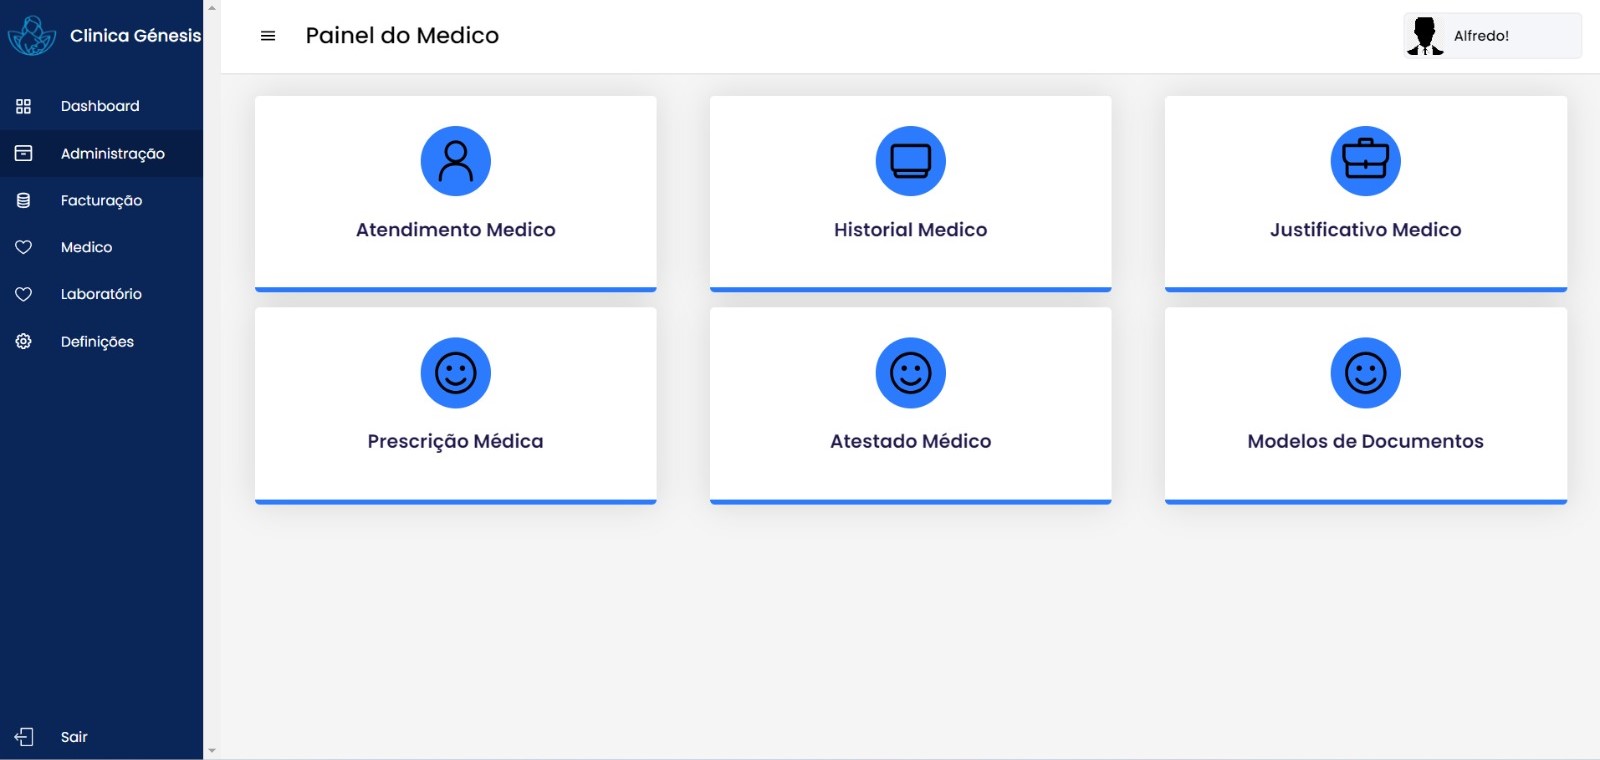 Clinica Génesis
Painel do Medico
Alfredo!
Dashboard
Administração
Facturação
Medico
Laboratório
Definições
Sair
Atendimento Medico
Historial Medico
Justificativo Medico
Prescrição Médica
Atestado Médico
Modelos de Documentos